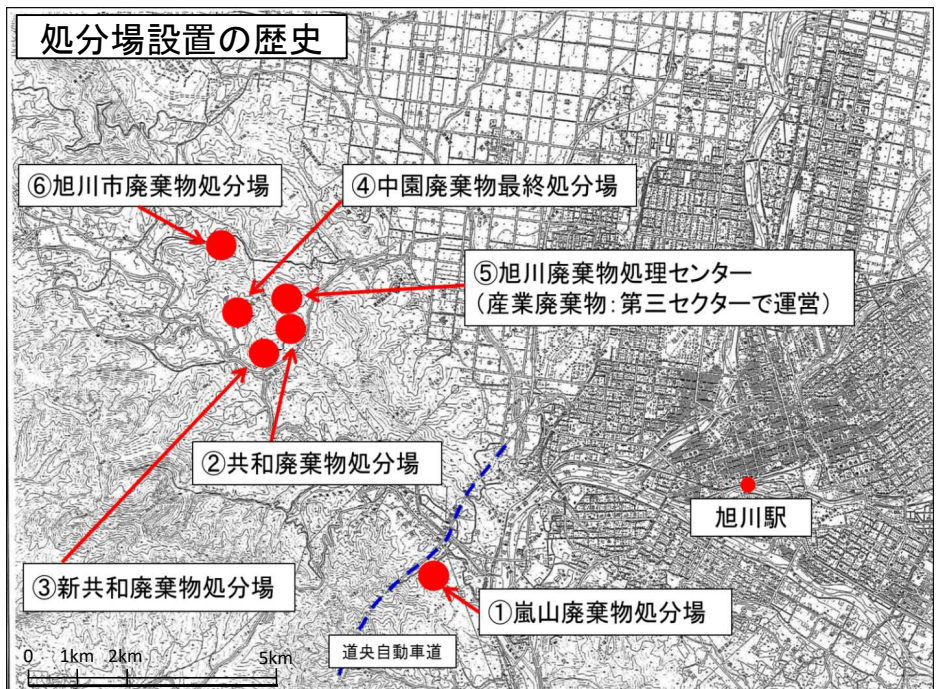 処分場設置の歴史
⑥旭川市廃棄物処分場
④中園廃棄物最終処分場
⑤旭川廃棄物処理センター
(産業廃棄物:第三セクターで運営)
②共和廃棄物処分場
旭川駅
③新共和廃棄物処分場
①嵐山廃棄物処分場
道央自動車道
0 1km 2km 5km